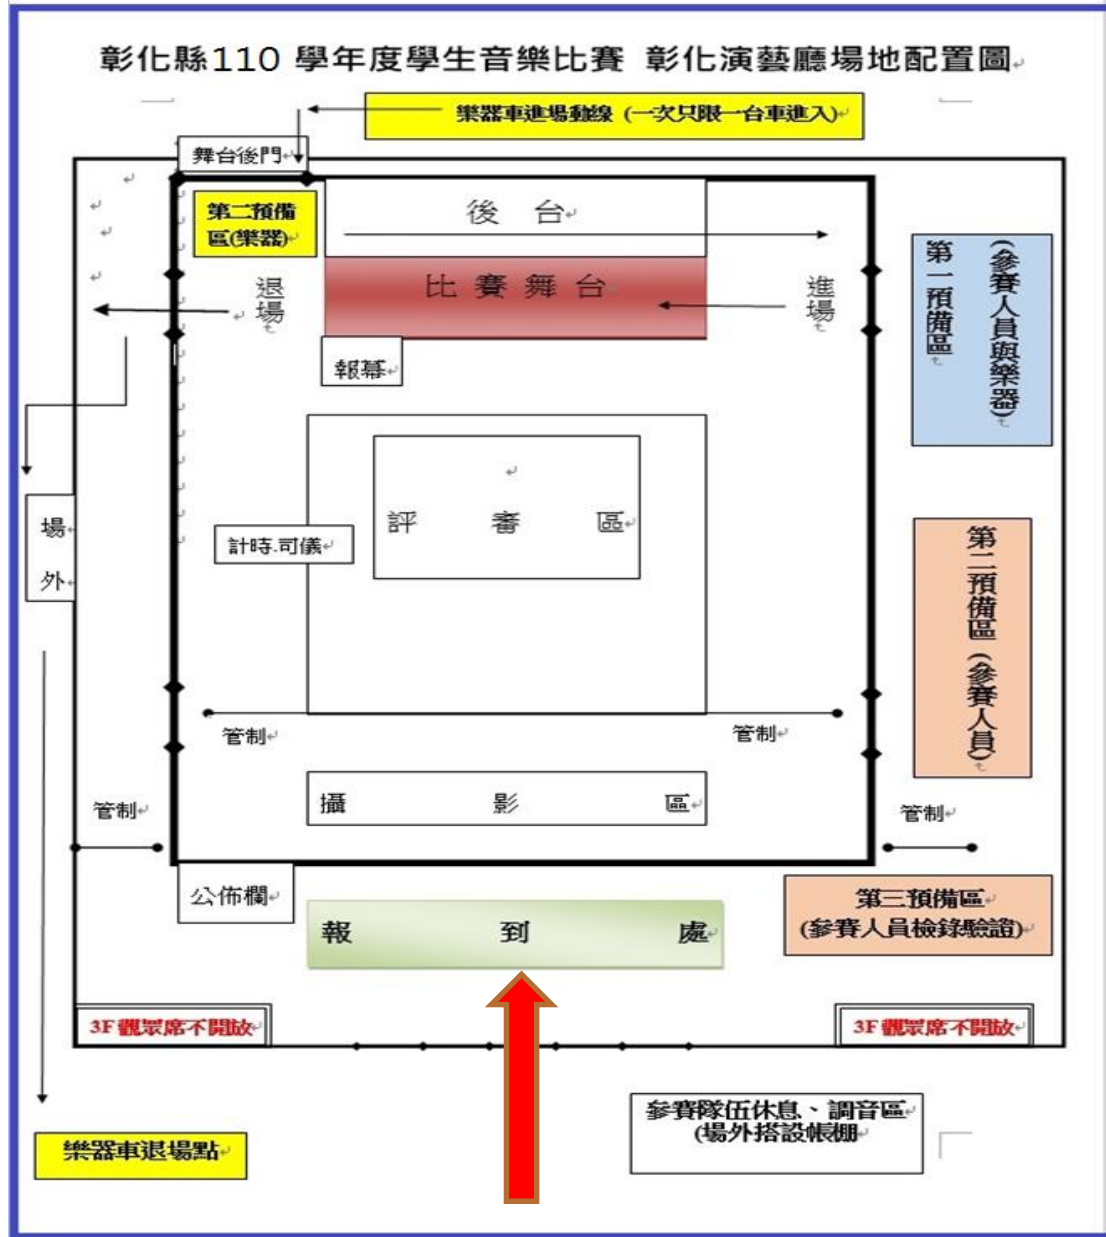 彰化縣110 學年度學生音樂比賽 彰化演藝廳場地配置圖
樂器車進場動線 (一次只限一台車進入)
舞台後門
第二預備
區(樂器)
後 台
退場
比 賽 舞 台
進場
第一預備區
(參賽人員與樂器)
報幕
評 審 區
計時.司儀
場
外
第二預備區 (參賽人員)
管制
管制
攝 影 區
管制
管制
公佈欄
報 到 處
第三預備區
(參賽人員檢錄驗證)
3F 觀眾席不開放
3F 觀眾席不開放
參賽隊伍休息、調音區
(場外搭設帳棚
樂器車退場點